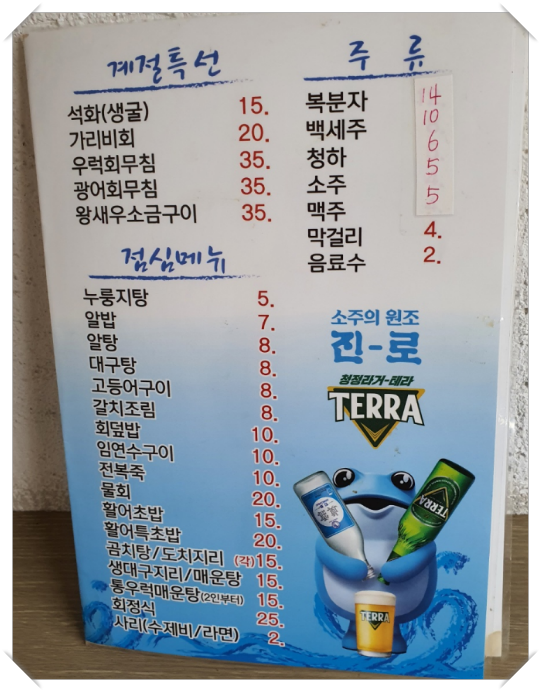 계절특선
석화(생굴) 15.
가리비회 20.
우럭회무침 35.
광어회무침 35.
왕새우소금구이 35.
점심메뉴
누룽지탕 5.
알밥 7.
알탕 8.
대구탕 8.
고등어구이 8.
갈치조림 8.
회덮밥 10.
임연수구이 10.
전복죽 10.
물회 20.
활어초밥 15.
활어특초밥 20.
곰치탕/도치지리 (각)15.
생대구지리/매운탕 15.
통우럭매운탕(2인부터) 15.
회정식 25.
사리(수제비/라면) 2.
주 류
복분자 14
백세주 10
청하 6
소주 5
맥주 5
막걸리 4.
음료수 2.
소주의 원조
진-로
청정라거-테라
TERRA
TERRA
TERRA